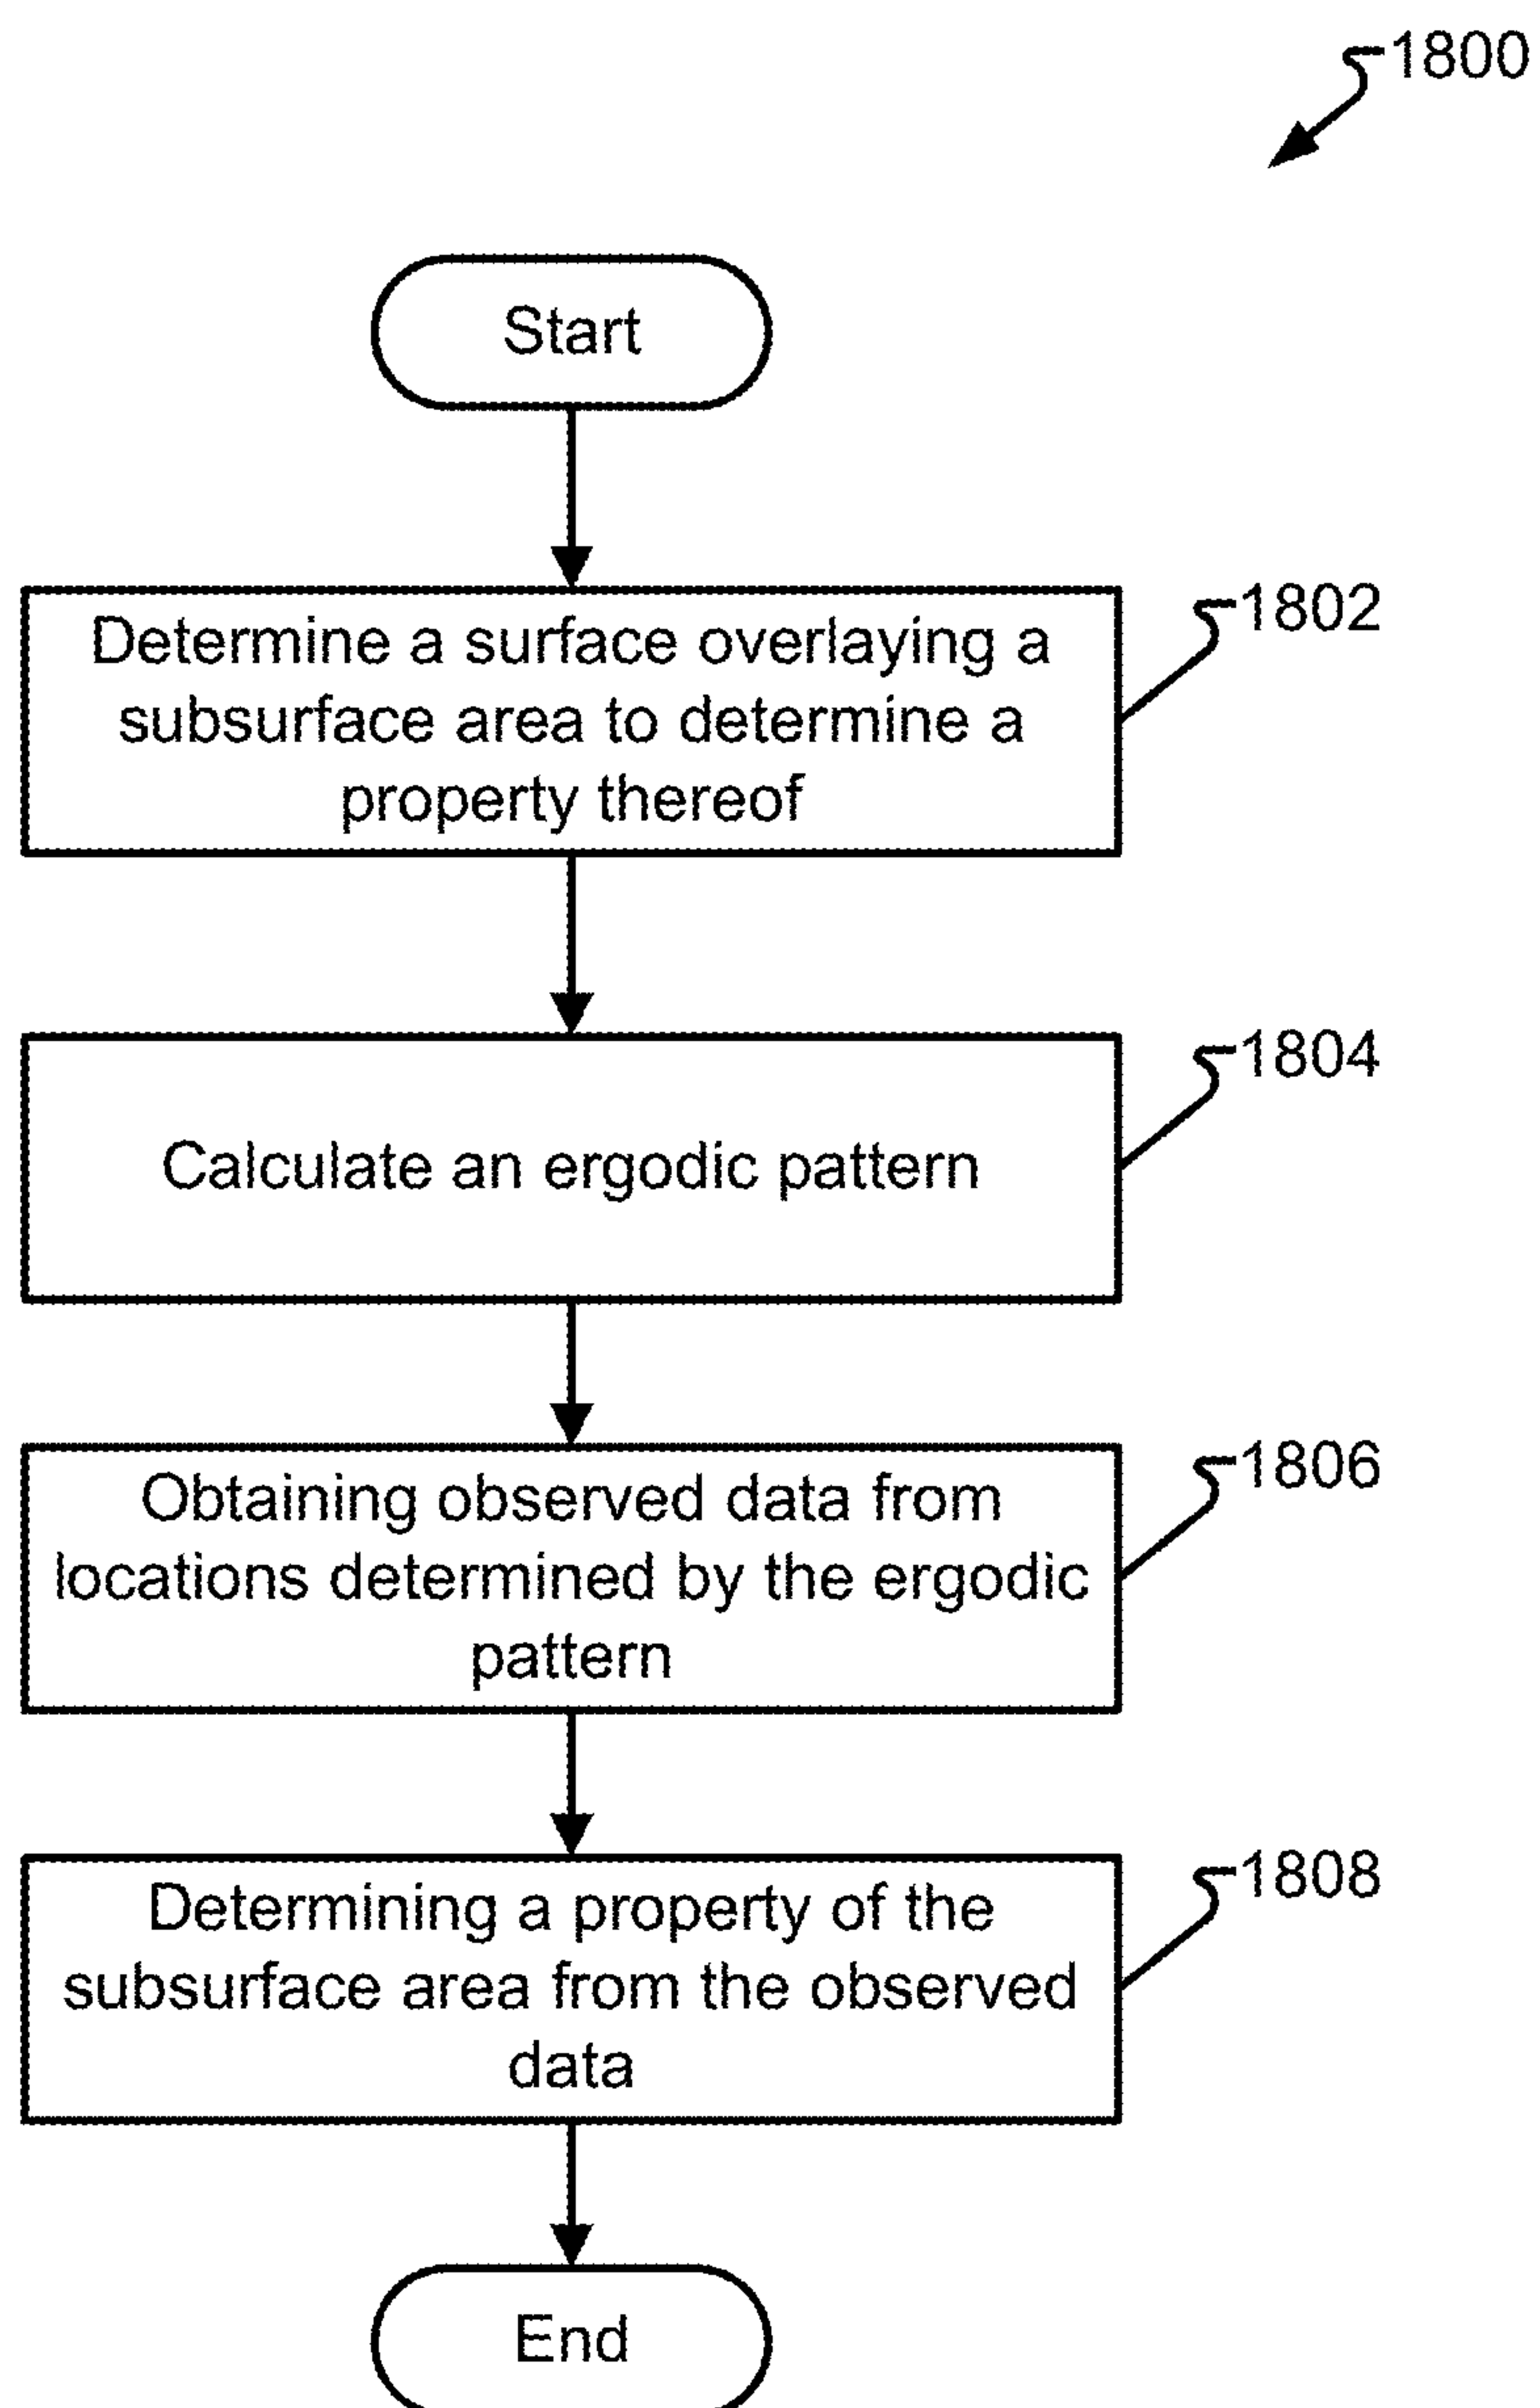 1800
Start
Determine a surface overlaying a
subsurface area to determine a
property thereof
1802
Calculate an ergodic pattern
1804
Obtaining observed data from
locations determined by the ergodic
pattern
1806
Determining a property of the
subsurface area from the observed
data
1808
End